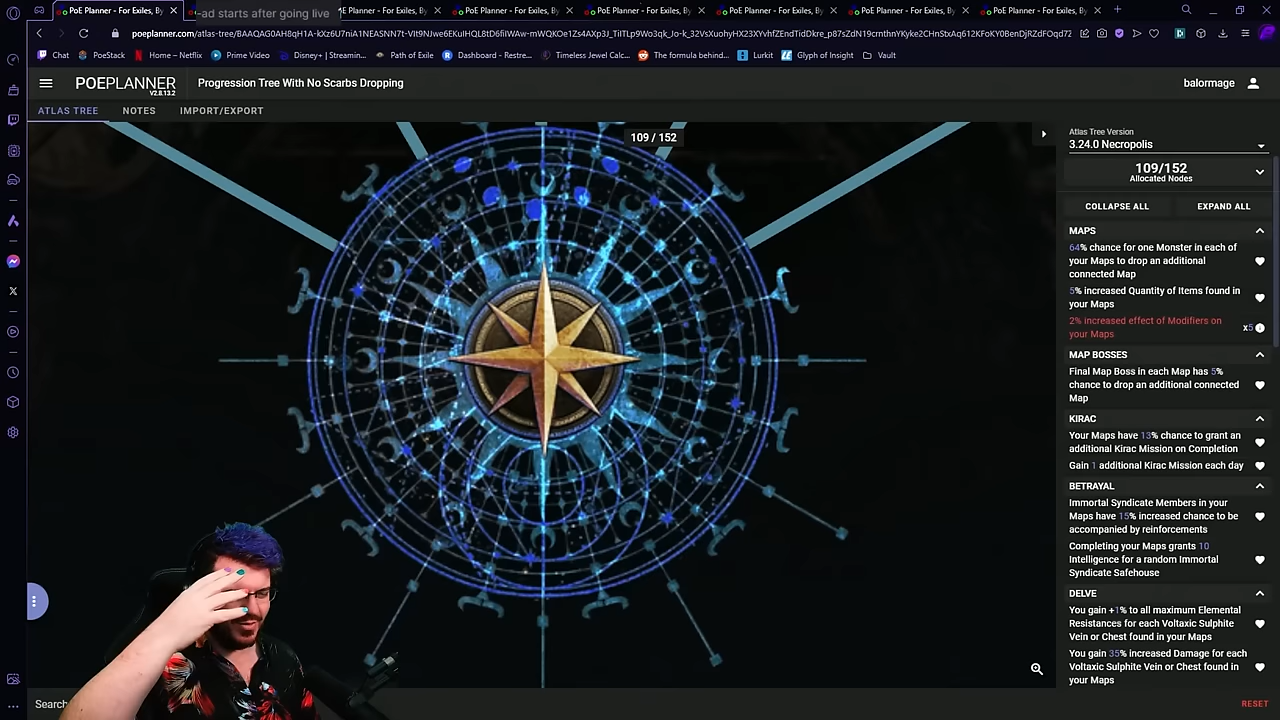 PoE Planner - For Exiles, By
-ad starts after going live
PoE Planner - For Exiles, By
PoE Planner - For Exiles, By
PoE Planner - For Exiles, By
PoE Planner - For Exiles, By
PoE Planner - For Exiles, By
PoE Planner - For Exiles, By
Chat
PoeStack
Home – Netflix
Prime Video
Disney+ | Streamin...
Path of Exile
Dashboard - Restre...
Timeless Jewel Calc...
The formula behind...
Lurkit
Glyph of Insight
Vault
POEPLANNER
V2.8.13.2
Progression Tree With No Scarbs Dropping
balormage
ATLAS TREE
NOTES
IMPORT/EXPORT
109 / 152
Atlas Tree Version
3.24.0 Necropolis
109/152
Allocated Nodes
COLLAPSE ALL
EXPAND ALL
MAPS
64% chance for one Monster in each of
your Maps to drop an additional
connected Map
5% increased Quantity of Items found in
your Maps
2% increased effect of Modifiers on
your Maps
x5
MAP BOSSES
Final Map Boss in each Map has 5%
chance to drop an additional connected
Map
KIRAC
Your Maps have 13% chance to grant an
additional Kirac Mission on Completion
Gain 1 additional Kirac Mission each day
BETRAYAL
Immortal Syndicate Members in your
Maps have 15% increased chance to be
accompanied by reinforcements
Completing your Maps grants 10
Intelligence for a random Immortal
Syndicate Safehouse
DELVE
You gain +1% to all maximum Elemental
Resistances for each Voltaxic Sulphite
Vein or Chest found in your Maps
You gain 35% increased Damage for each
Voltaxic Sulphite Vein or Chest found in
your Maps
Search
RESET